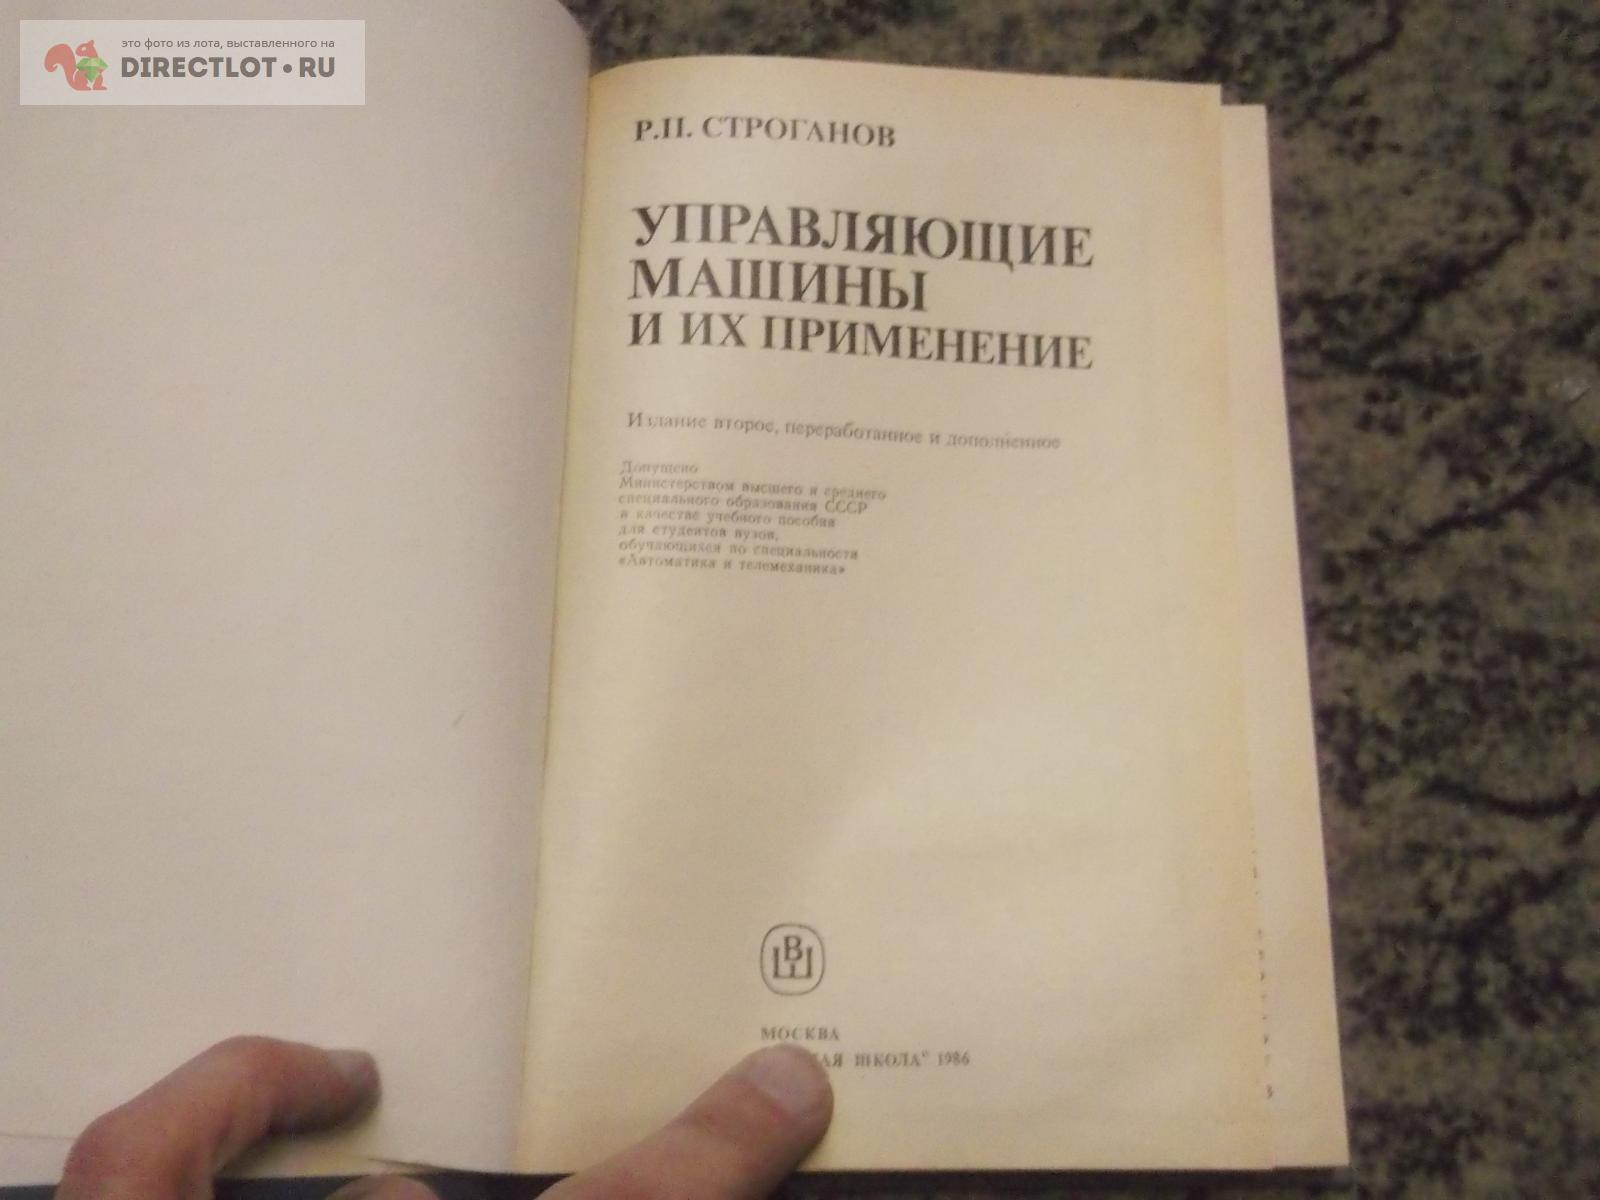 это фото из лота, выставленного на
DIRECTLOT•RU
Р.П. СТРОГАНОВ
УПРАВЛЯЮЩИЕ
МАШИНЫ
И ИХ ПРИМЕНЕНИЕ
Издание второе, переработанное и дополненное
Допущено
Министерством высшего и среднего
специального образования СССР
в качестве учебного пособия
для студентов вузов,
обучающихся по специальности
«Автоматика и телемеханика»
ВШ
МОСКВА
ШКОЛА" 1986